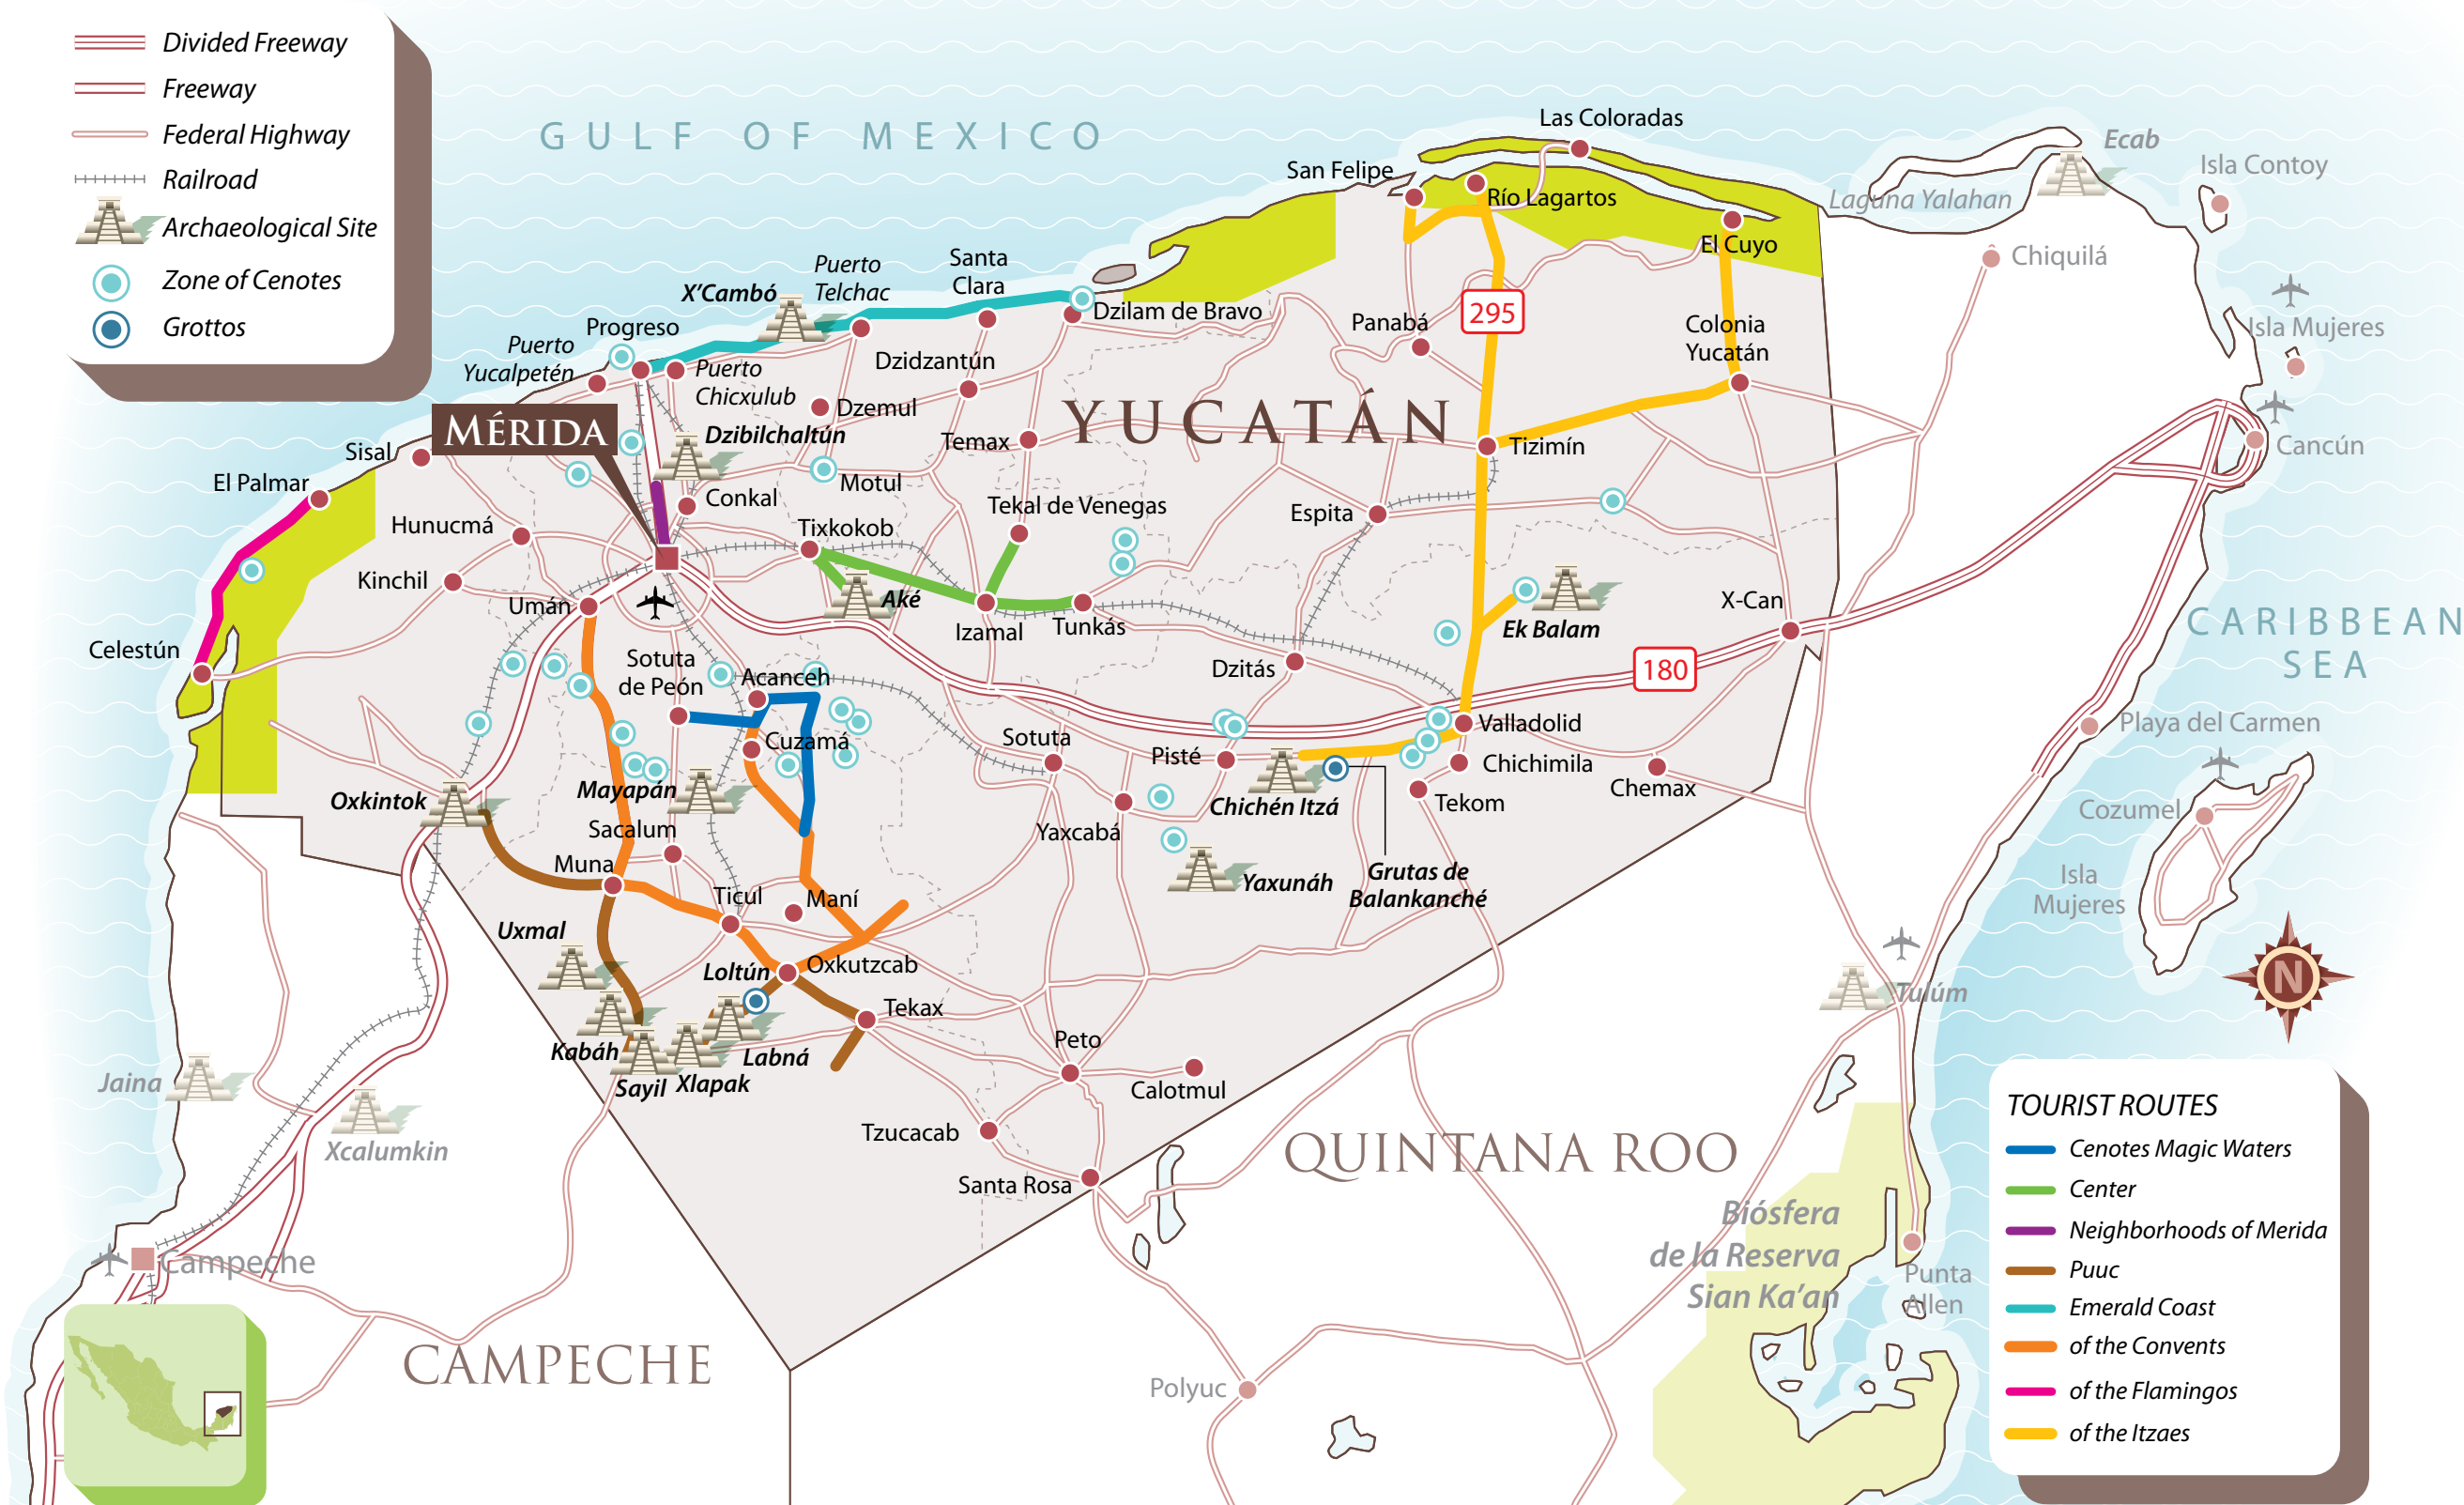 Divided Freeway
Freeway
Federal Highway
Railroad
Archaeological Site
Zone of Cenotes
Grottos
GULF OF MEXICO
Las Coloradas
San Felipe
Río Lagartos
El Cuyo
Laguna Yalahan
Ecab
Isla Contoy
Chiquilá
Isla Mujeres
Cancún
Santa
Clara
Puerto
Telchac
X'Cambó
Dzilam de Bravo
Progreso
Puerto
Yucalpetén
Puerto
Chicxulub
Dzidzantún
Dzemul
Panabá
295
Colonia
Yucatán
MÉRIDA
YUCATÁN
Dzibilchaltún
Temax
Tizimín
Sisal
El Palmar
Conkal
Motul
Tekal de Venegas
Espita
Hunucmá
Tixkokob
Kinchil
Umán
Aké
Izamal
Tunkás
Ek Balam
X-Can
CARIBBEAN
SEA
Celestún
Sotuta
de Peón
Acanceh
Dzitás
180
Valladolid
Playa del Carmen
Cuzamá
Sotuta
Pisté
Chichimila
Chemax
Tekom
Oxkintok
Mayapán
Chichén Itzá
Cozumel
Sacalum
Yaxcabá
Muna
Grutas de
Balankanché
Yaxunáh
Isla
Mujeres
Ticul
Maní
Uxmal
Loltún
Oxkutzcab
N
Tulúm
Tekax
Kabáh
Labná
Sayil
Xlapak
Peto
Calotmul
Jaina
Xcalumkin
Tzucacab
Santa Rosa
QUINTANA ROO
Biósfera
de la Reserva
Sian Ka'an
Punta
Allen
Campeche
CAMPECHE
Polyuc
TOURIST ROUTES
Cenotes Magic Waters
Center
Neighborhoods of Merida
Puuc
Emerald Coast
of the Convents
of the Flamingos
of the Itzaes